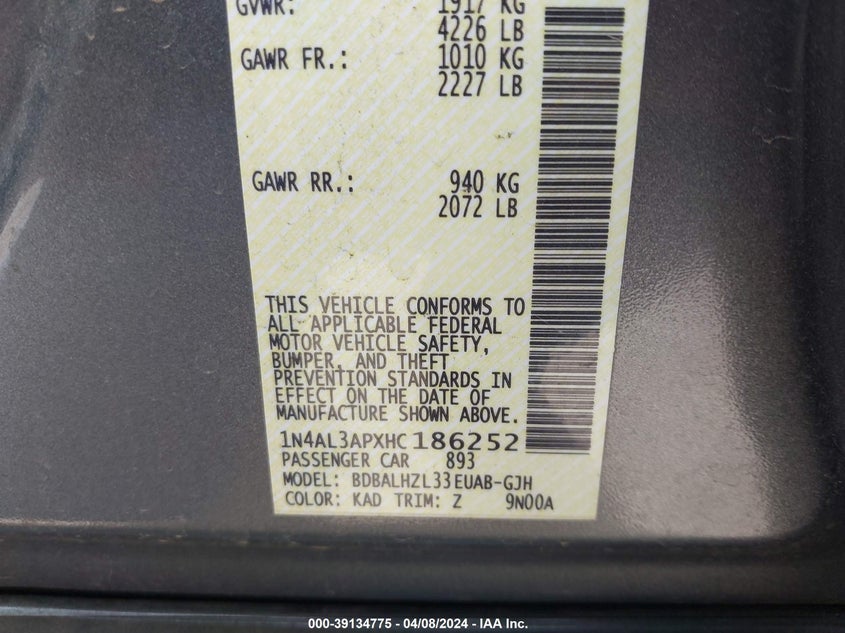 GVWR: 1917 KG
4226 LB
GAWR FR.: 1010 KG
2227 LB
GAWR RR.: 940 KG
2072 LB
THIS VEHICLE CONFORMS TO
ALL APPLICABLE FEDERAL
MOTOR VEHICLE SAFETY,
BUMPER, AND THEFT
PREVENTION STANDARDS IN
EFFECT ON THE DATE OF
MANUFACTURE SHOWN ABOVE.
1N4AL3APXHC186252
PASSENGER CAR 893
MODEL: BDBALHZL33EUAB-GJH
COLOR: KAD TRIM: Z 9N00A
000-39134775 - 04/08/2024 - IAA Inc.